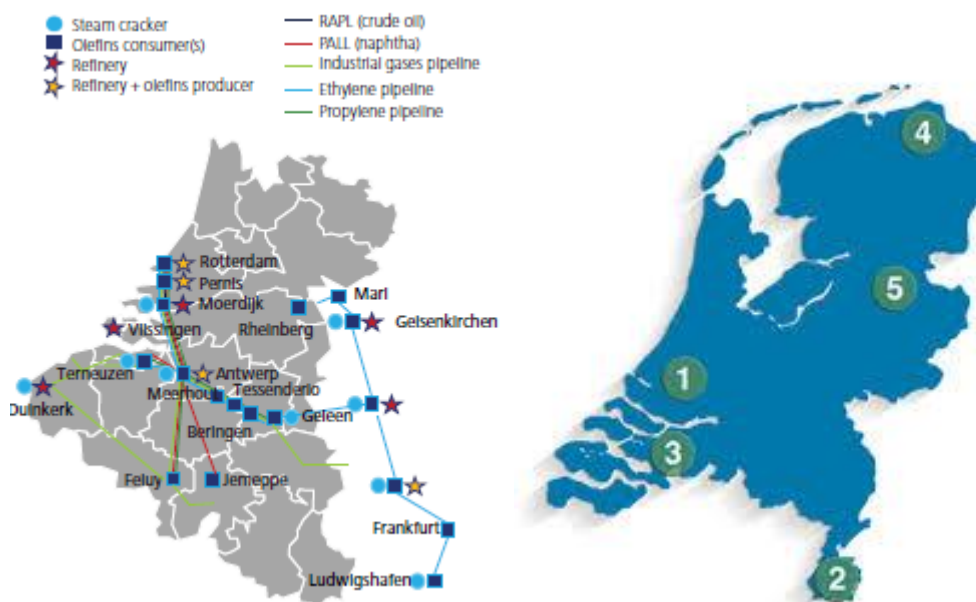 Steam cracker
Olefins consumer(s)
Refinery
Refinery + olefins producer
RAPL (crude oil)
PALL (naphtha)
Industrial gases pipeline
Ethylene pipeline
Propylene pipeline
Rotterdam
Pernis
Moerdijk
Vlissingen
Rheinberg
Marl
Gelsenkirchen
Terneuzen
Antwerp
Duinkerk
Meerhout
Tessenderlo
Beringen
Geleen
Feluy
Jemeppe
Frankfurt
Ludwigshafen
4
5
1
3
2